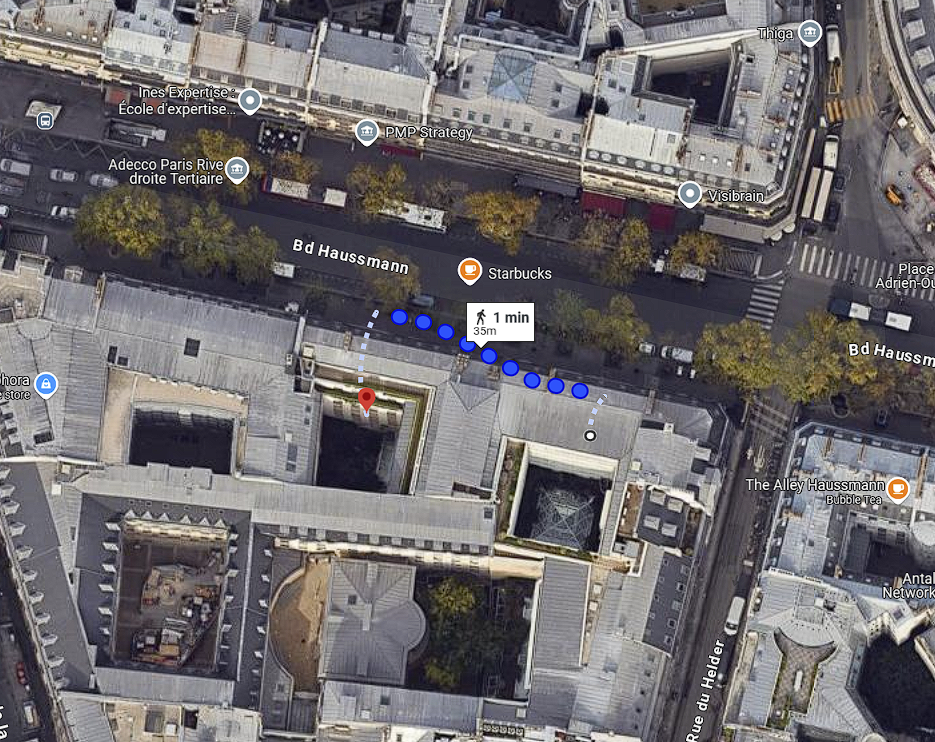 Thiga
Ines Expertise :
École d'expertise...
PMP Strategy
Adecco Paris Rive
droite Tertiaire
Visibrain
Bd Haussmann
Starbucks
Place
Adrien-Ou
1 min
35m
Bd Haussm
phora
e store
The Alley Haussmann
Bubble Tea
Antal
Network
Rue du Helder